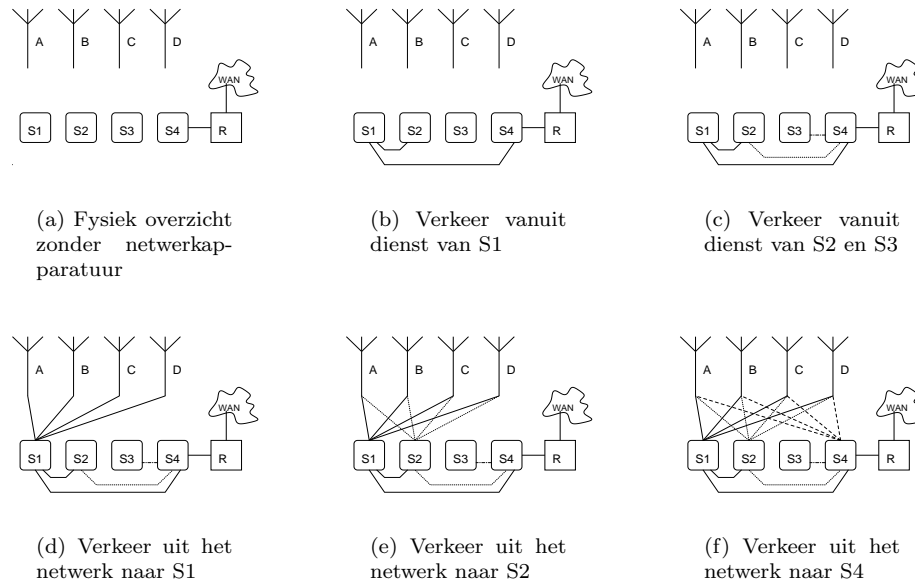 A B C D
WAN
S1 S2 S3 S4 R
(a) Fysiek overzicht
zonder netwerkap-
paratuur
A B C D
WAN
S1 S2 S3 S4 R
(b) Verkeer vanuit
dienst van S1
A B C D
WAN
S1 S2 S3 S4 R
(c) Verkeer vanuit
dienst van S2 en S3
A B C D
WAN
S1 S2 S3 S4 R
(d) Verkeer uit het
netwerk naar S1
A B C D
WAN
S1 S2 S3 S4 R
(e) Verkeer uit het
netwerk naar S2
A B C D
WAN
S1 S2 S3 S4 R
(f) Verkeer uit het
netwerk naar S4